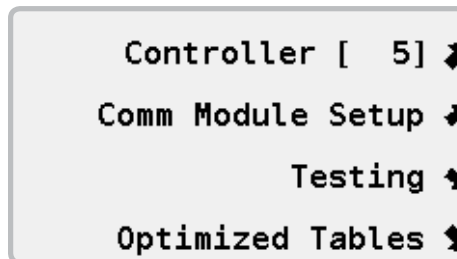 Controller [  5]
Comm Module Setup
Testing
Optimized Tables